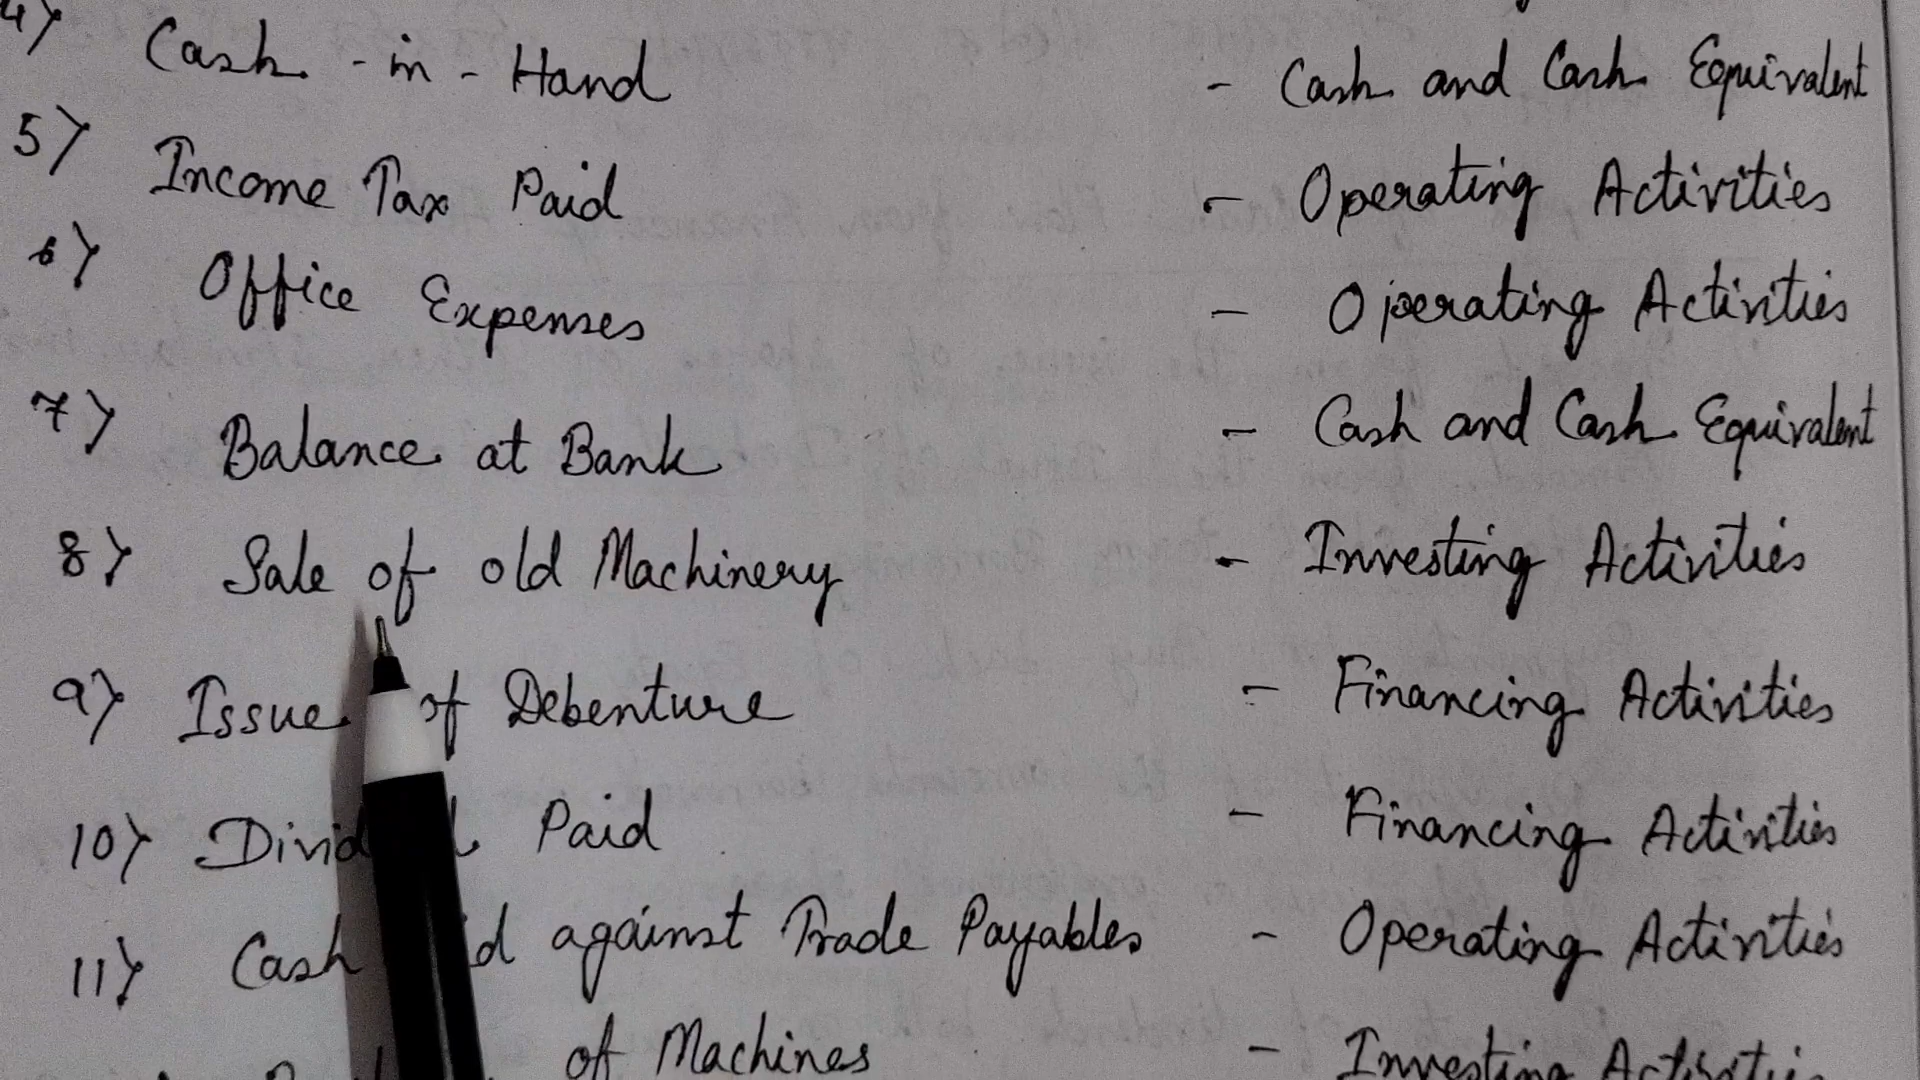 4) Cash - in - Hand - Cash and Cash Equivalent
5) Income Tax Paid - Operating Activities
6) Office Expenses - Operating Activities
7) Balance at Bank - Cash and Cash Equivalent
8) Sale of old Machinery - Investing Activities
9) Issue of Debenture - Financing Activities
10) Paid - Financing Activities
11) Cash against Trade Payables - Operating Activities
of Machines - Investing Activities